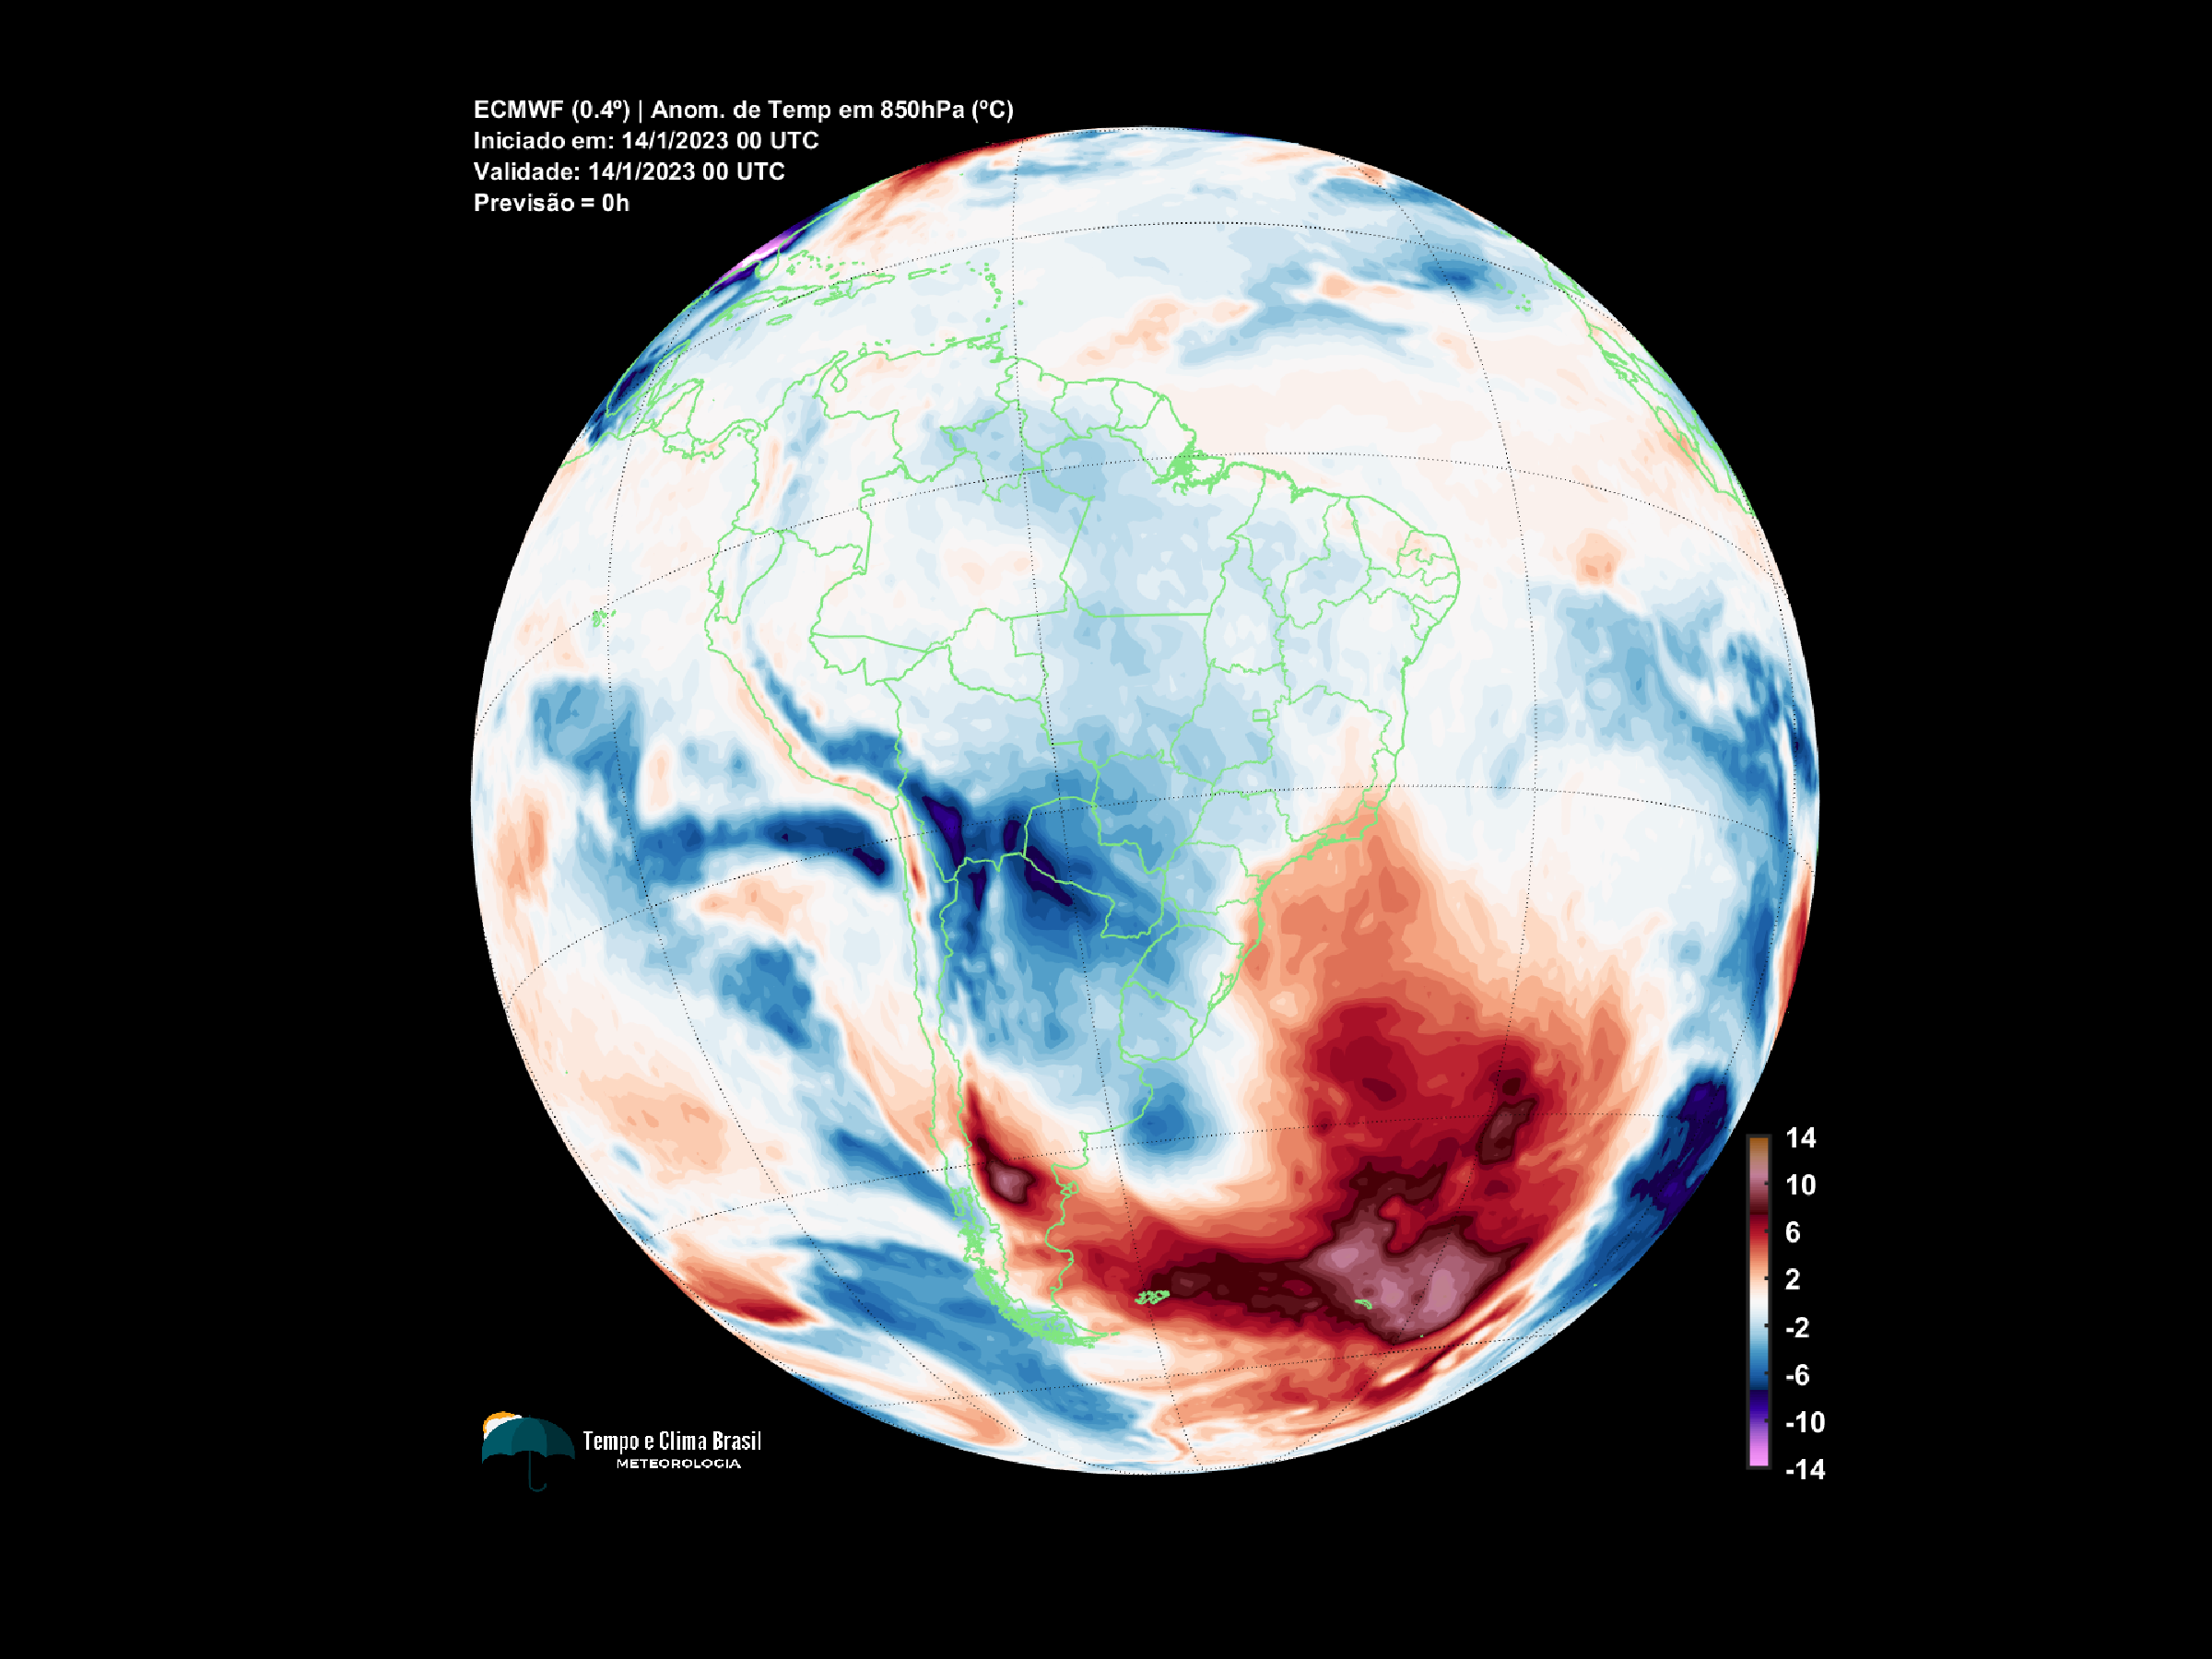 ECMWF (0.4º) | Anom. de Temp em 850hPa (ºC)
Iniciado em: 14/1/2023 00 UTC
Validade: 14/1/2023 00 UTC
Previsão = 0h
14
10
6
2
-2
-6
-10
-14
Tempo e Clima Brasil
METEOROLOGIA